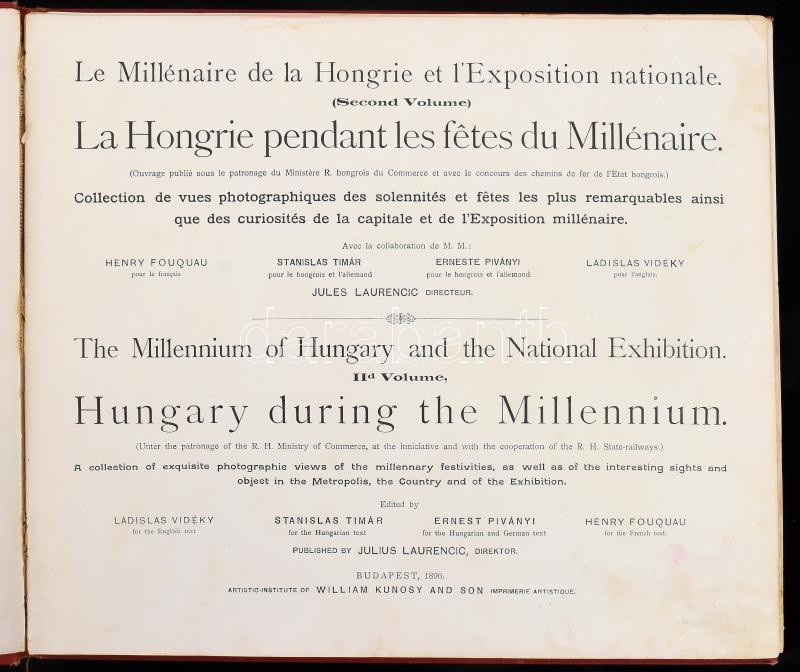 Le Millénaire de la Hongrie et l'Exposition nationale.
(Second Volume)
La Hongrie pendant les fêtes du Millénaire.
(Ouvrage publié sous le patronage du Ministère R. hongrois du Commerce et avec le concours des chemins de fer de l'Etat hongrois.)
Collection de vues photographiques des solennités et fêtes les plus remarquables ainsi
que des curiosités de la capitale et de l'Exposition millénaire.
Avec la collaboration de M. M.:
HENRY FOUQUAU STANISLAS TIMÁR ERNESTE PIVÁNYI LADISLAS VIDÉKY
pour le français pour le hongrois et l'allemand pour le hongrois et l'allemand pour l'anglais.
JULES LAURENCIC DIRECTEUR.
darabanth
The Millennium of Hungary and the National Exhibition.
IId Volume,
Hungary during the Millennium.
(Unter the patronage of the R. H. Ministry of Commerce, at the inniciative and with the cooperation of the R. H. State-railways.)
A collection of exquisite photographic views of the millennary festivities, as well as of the interesting sights and
object in the Metropolis, the Country and of the Exhibition.
Edited by
LADISLAS VIDÉKY STANISLAS TIMÁR ERNEST PIVÁNYI HENRY FOUQUAU
for the English text for the Hungarian text for the Hungarian and German text for the French text.
PUBLISHED BY JULIUS LAURENCIC, DIREKTOR.
BUDAPEST, 1896.
ARTISTIC-INSTITUTE OF WILLIAM KUNOSY AND SON IMPRIMERIE ARTISTIQUE.